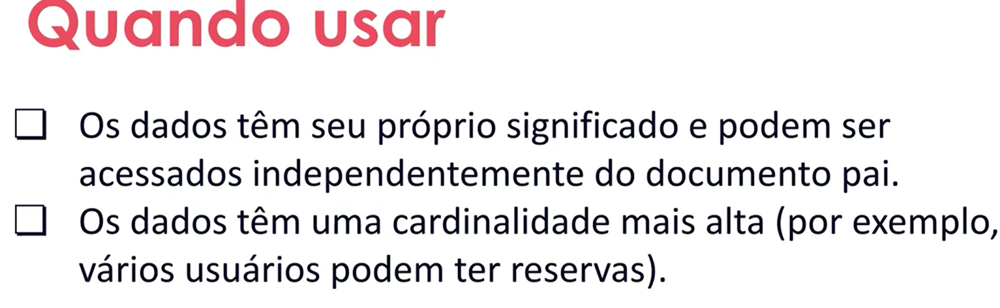 Quando usar
Os dados têm seu próprio significado e podem ser
acessados independentemente do documento pai.
Os dados têm uma cardinalidade mais alta (por exemplo,
vários usuários podem ter reservas).